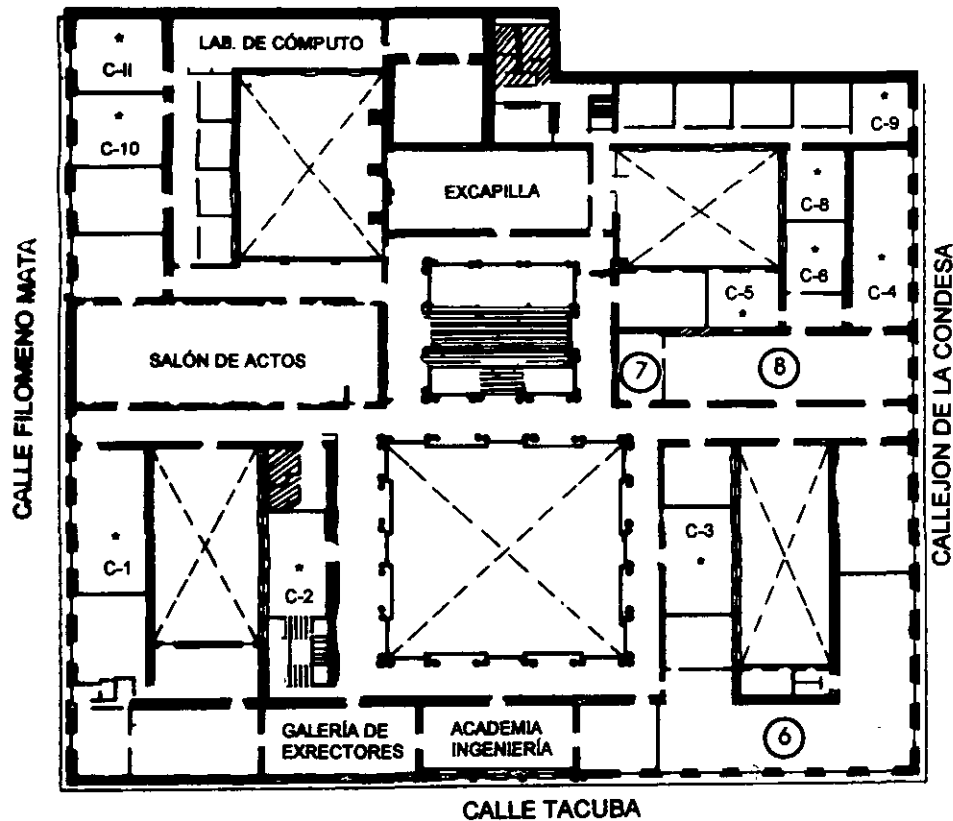 LAB. DE CÓMPUTO
C-II
C-10
C-9
EXCAPILLA
C-8
C-6
C-5
C-4
SALÓN DE ACTOS
7
8
CALLE FILOMENO MATA
CALLEJON DE LA CONDESA
C-1
C-2
C-3
GALERÍA DE
EXRECTORES
ACADEMIA
INGENIERÍA
6
CALLE TACUBA